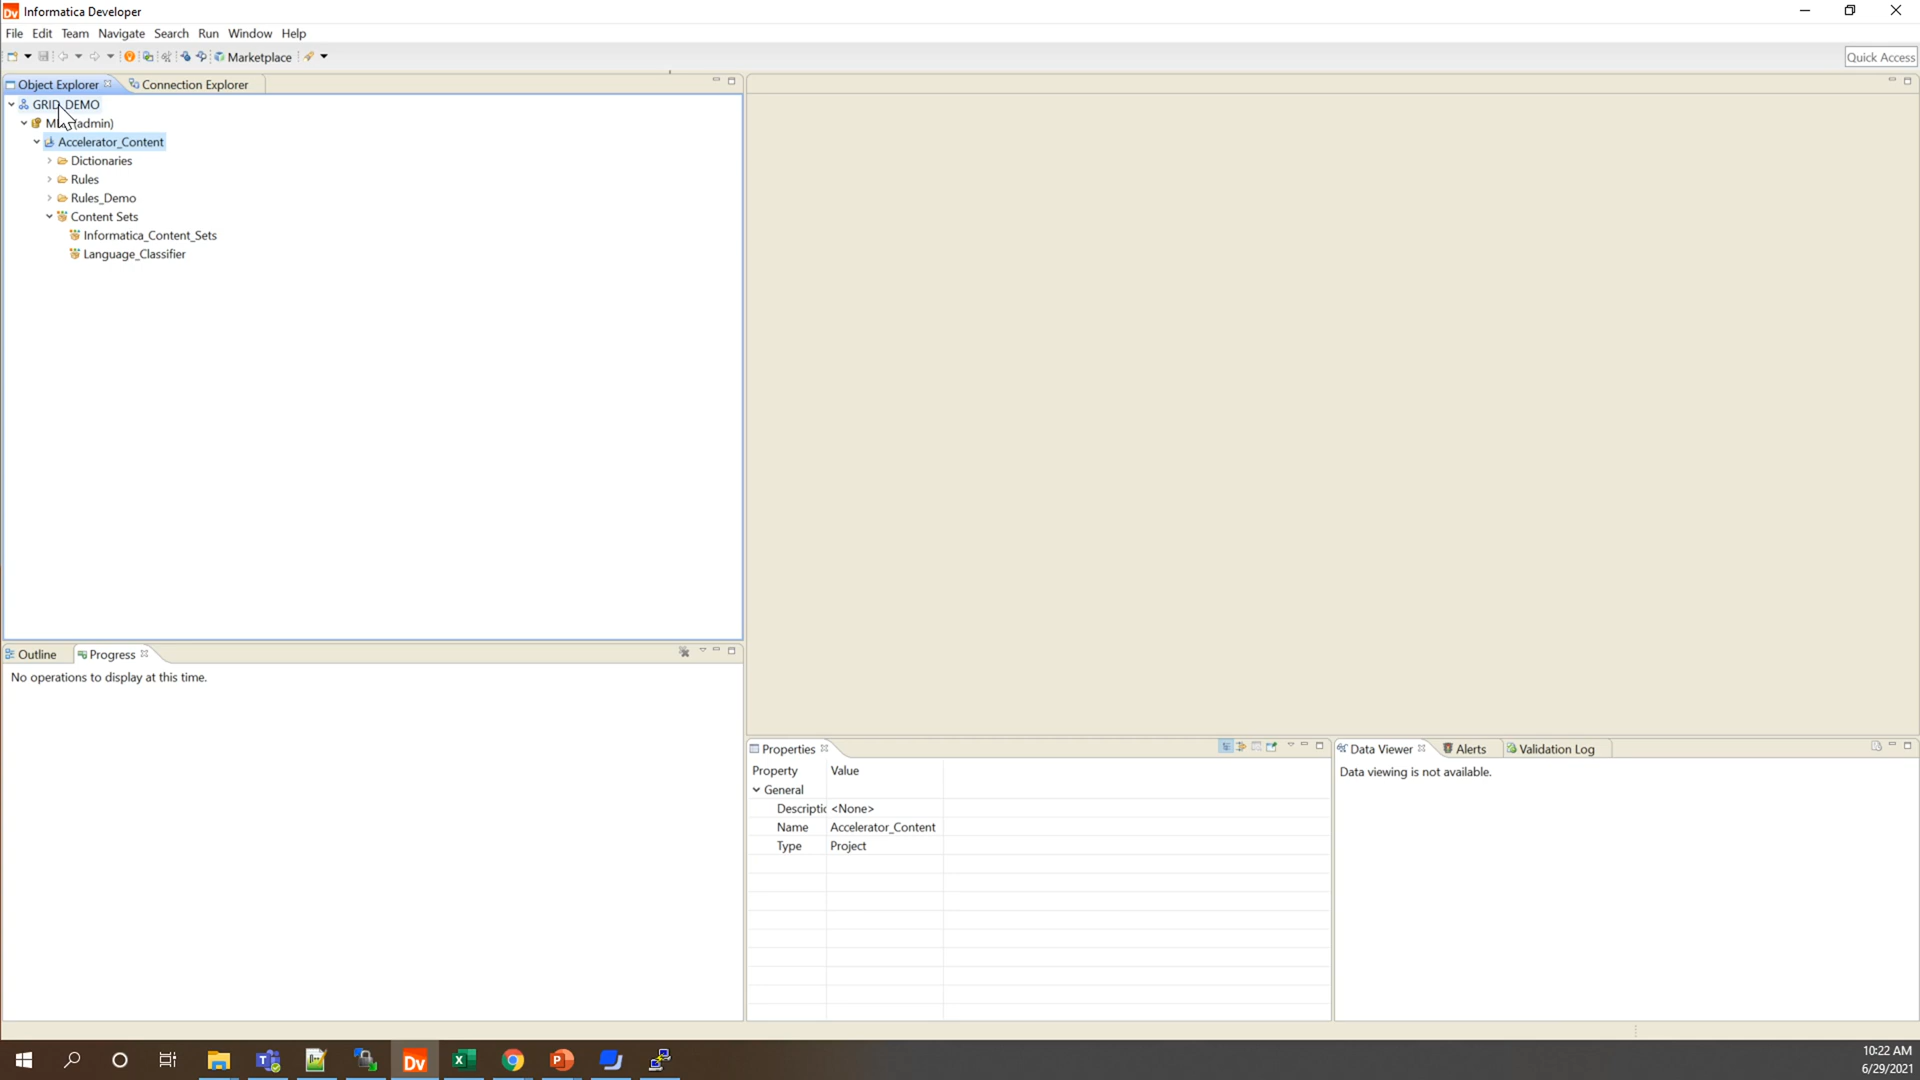 Informatica Developer
File Edit Team Navigate Search Run Window Help
Marketplace
Quick Access
Object Explorer
Connection Explorer
GRID_DEMO
(admin)
Accelerator_Content
Dictionaries
Rules
Rules_Demo
Content Sets
Informatica_Content_Sets
Language_Classifier
Outline
Progress
No operations to display at this time.
Properties
Property Value
General
Descriptic <None>
Name Accelerator_Content
Type Project
Data Viewer
Alerts
Validation Log
Data viewing is not available.
Dv
10:22 AM
6/29/2021